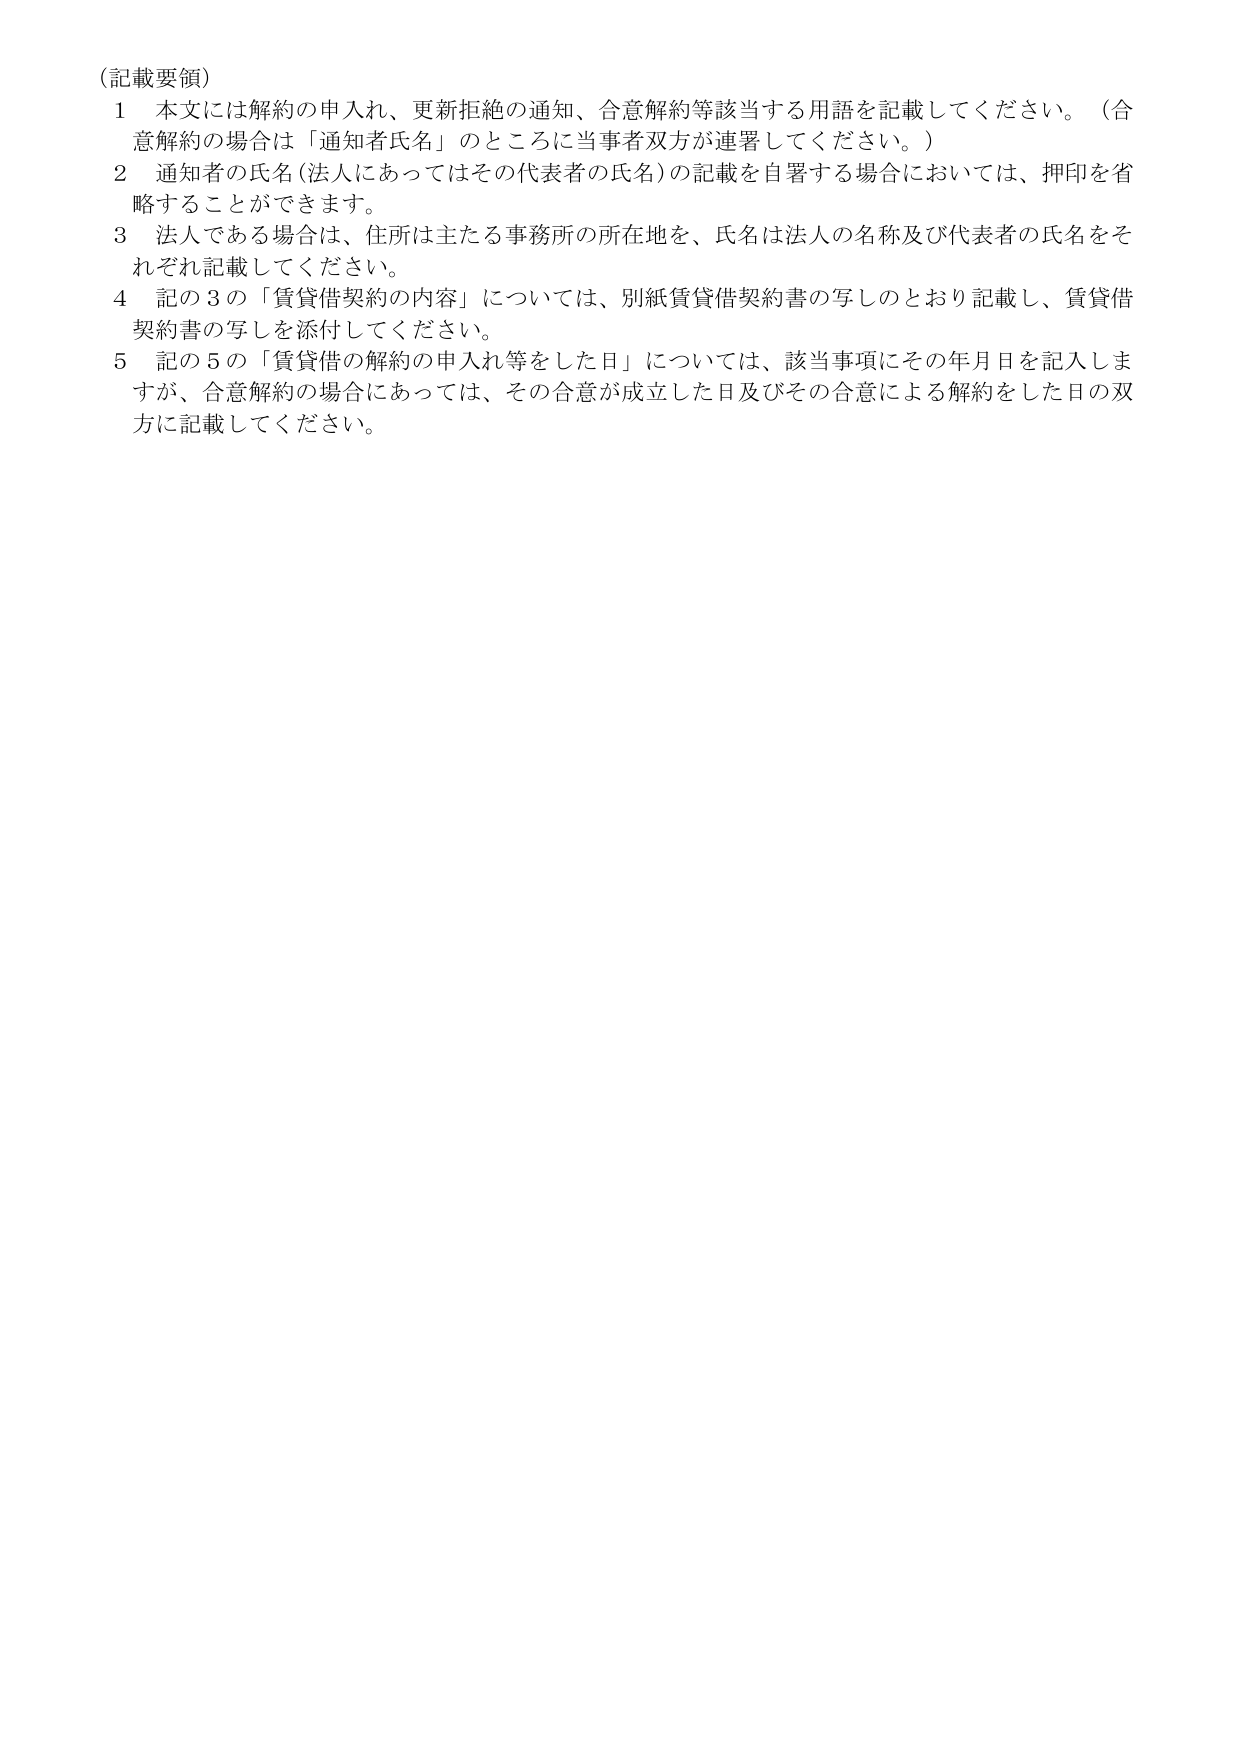 （記載要領）
１　本文には解約の申入れ、更新拒絶の通知、合意解約等該当する用語を記載してください。（合
意解約の場合は「通知者氏名」のところに当事者双方が連署してください。）
２　通知者の氏名(法人にあってはその代表者の氏名)の記載を自署する場合においては、押印を省
略することができます。
３　法人である場合は、住所は主たる事務所の所在地を、氏名は法人の名称及び代表者の氏名をそ
れぞれ記載してください。
４　記の３の「賃貸借契約の内容」については、別紙賃貸借契約書の写しのとおり記載し、賃貸借
契約書の写しを添付してください。
５　記の５の「賃貸借の解約の申入れ等をした日」については、該当事項にその年月日を記入しま
すが、合意解約の場合にあっては、その合意が成立した日及びその合意による解約をした日の双
方に記載してください。